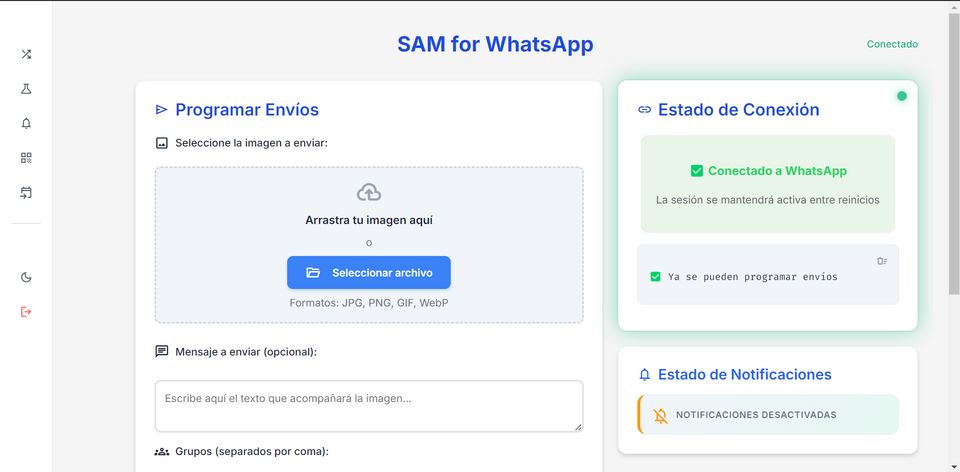 SAM for WhatsApp
Conectado
Programar Envíos
Seleccione la imagen a enviar:
Arrastra tu imagen aquí
o
Seleccionar archivo
Formatos: JPG, PNG, GIF, WebP
Mensaje a enviar (opcional):
Escribe aquí el texto que acompañará la imagen...
Grupos (separados por coma):
Estado de Conexión
Conectado a WhatsApp
La sesión se mantendrá activa entre reinicios
Ya se pueden programar envíos
Estado de Notificaciones
NOTIFICACIONES DESACTIVADAS